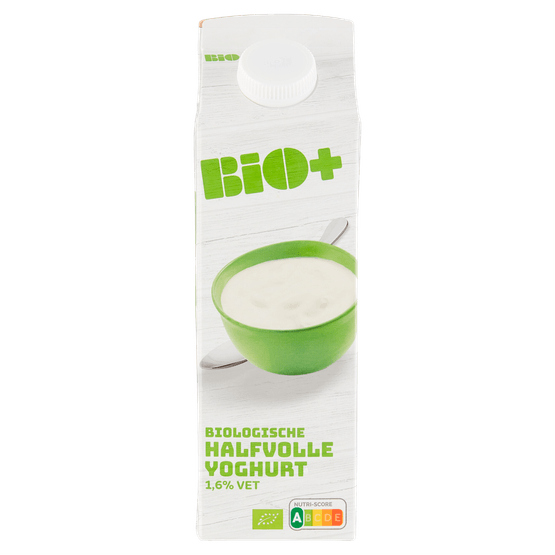 BiO+
BiO+
BIOLOGISCHE
HALFVOLLE
YOGHURT
1,6% VET
NUTRI-SCORE
A B C D E